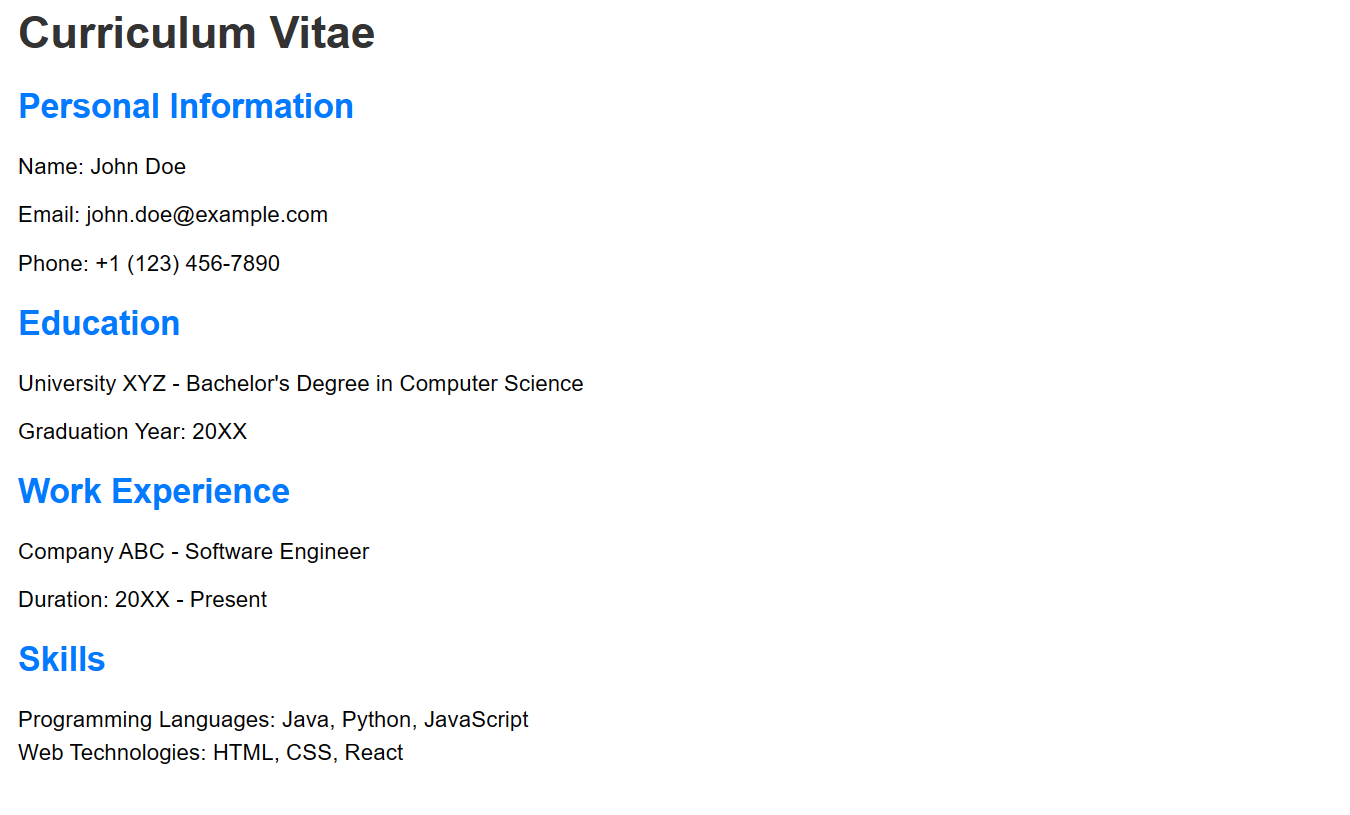 Curriculum Vitae
Personal Information
Name: John Doe
Email: john.doe@example.com
Phone: +1 (123) 456-7890
Education
University XYZ - Bachelor's Degree in Computer Science
Graduation Year: 20XX
Work Experience
Company ABC - Software Engineer
Duration: 20XX - Present
Skills
Programming Languages: Java, Python, JavaScript
Web Technologies: HTML, CSS, React